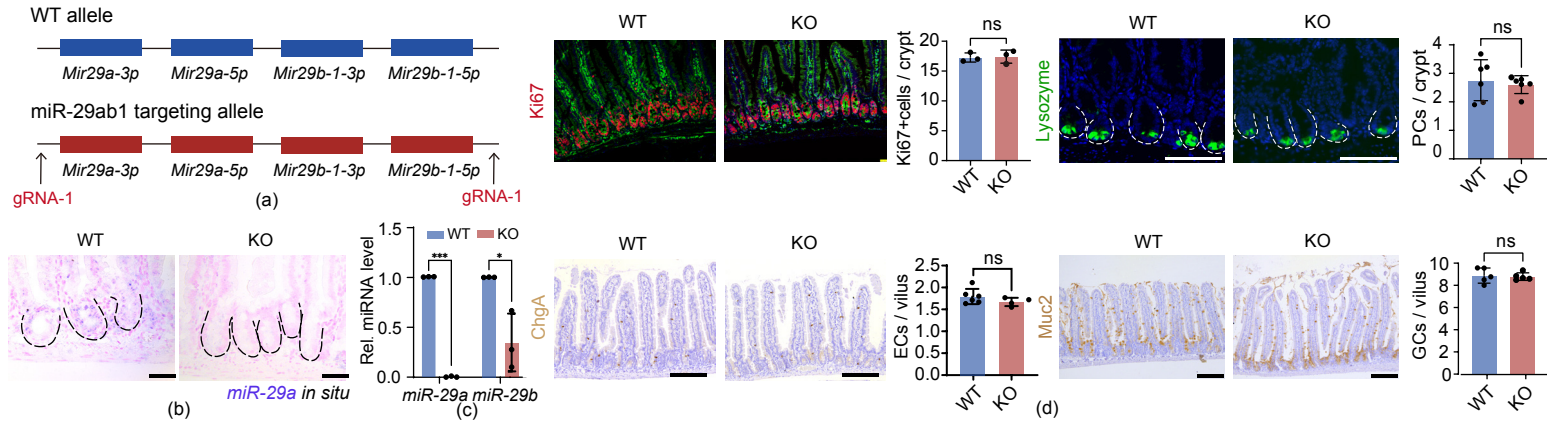 WT allele
Mir29a-3p Mir29a-5p Mir29b-1-3p Mir29b-1-5p
miR-29ab1 targeting allele
Mir29a-3p Mir29a-5p Mir29b-1-3p Mir29b-1-5p
gRNA-1 gRNA-1
(a)
WT KO
miR-29a in situ
(b)
Rel. miRNA level
1.5
1.0
0.5
0.0
WT KO
*** *
miR-29a miR-29b
(c)
WT KO
Ki67
Ki67+cells / crypt
20
15
10
5
0
ns
WT KO
WT KO
Lysozyme
PCs / crypt
4
3
2
1
0
ns
WT KO
WT KO
ChgA
ECs / vilus
2.5
2.0
1.5
1.0
0.5
0.0
ns
WT KO
WT KO
Muc2
GCs / vilus
10
8
6
4
2
0
ns
WT KO
(d)